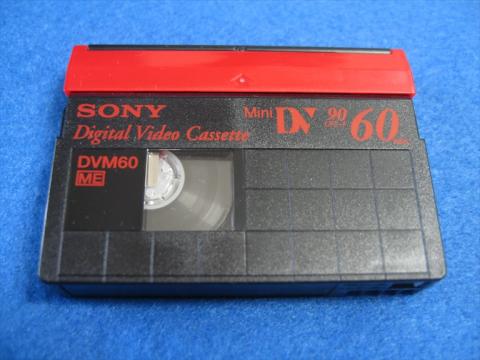 SONY
Digital Video Cassette
Mini DV 90 60
DVM60
ME